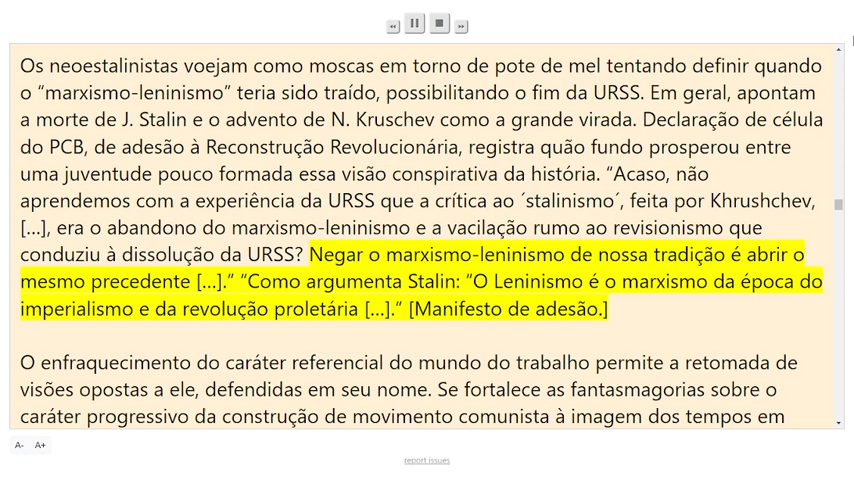 Os neoestalinistas voejam como moscas em torno de pote de mel tentando definir quando
o “marxismo-leninismo” teria sido traído, possibilitando o fim da URSS. Em geral, apontam
a morte de J. Stalin e o advento de N. Kruschev como a grande virada. Declaração de célula
do PCB, de adesão à Reconstrução Revolucionária, registra quão fundo prosperou entre
uma juventude pouco formada essa visão conspirativa da história. “Acaso, não
aprendemos com a experiência da URSS que a crítica ao ´stalinismo´, feita por Khrushchev,
[...], era o abandono do marxismo-leninismo e a vacilação rumo ao revisionismo que
conduziu à dissolução da URSS? Negar o marxismo-leninismo de nossa tradição é abrir o
mesmo precedente [...].” “Como argumenta Stalin: “O Leninismo é o marxismo da época do
imperialismo e da revolução proletária [...].” [Manifesto de adesão.]
O enfraquecimento do caráter referencial do mundo do trabalho permite a retomada de
visões opostas a ele, defendidas em seu nome. Se fortalece as fantasmagorias sobre o
caráter progressivo da construção de movimento comunista à imagem dos tempos em
A- A+
report issues